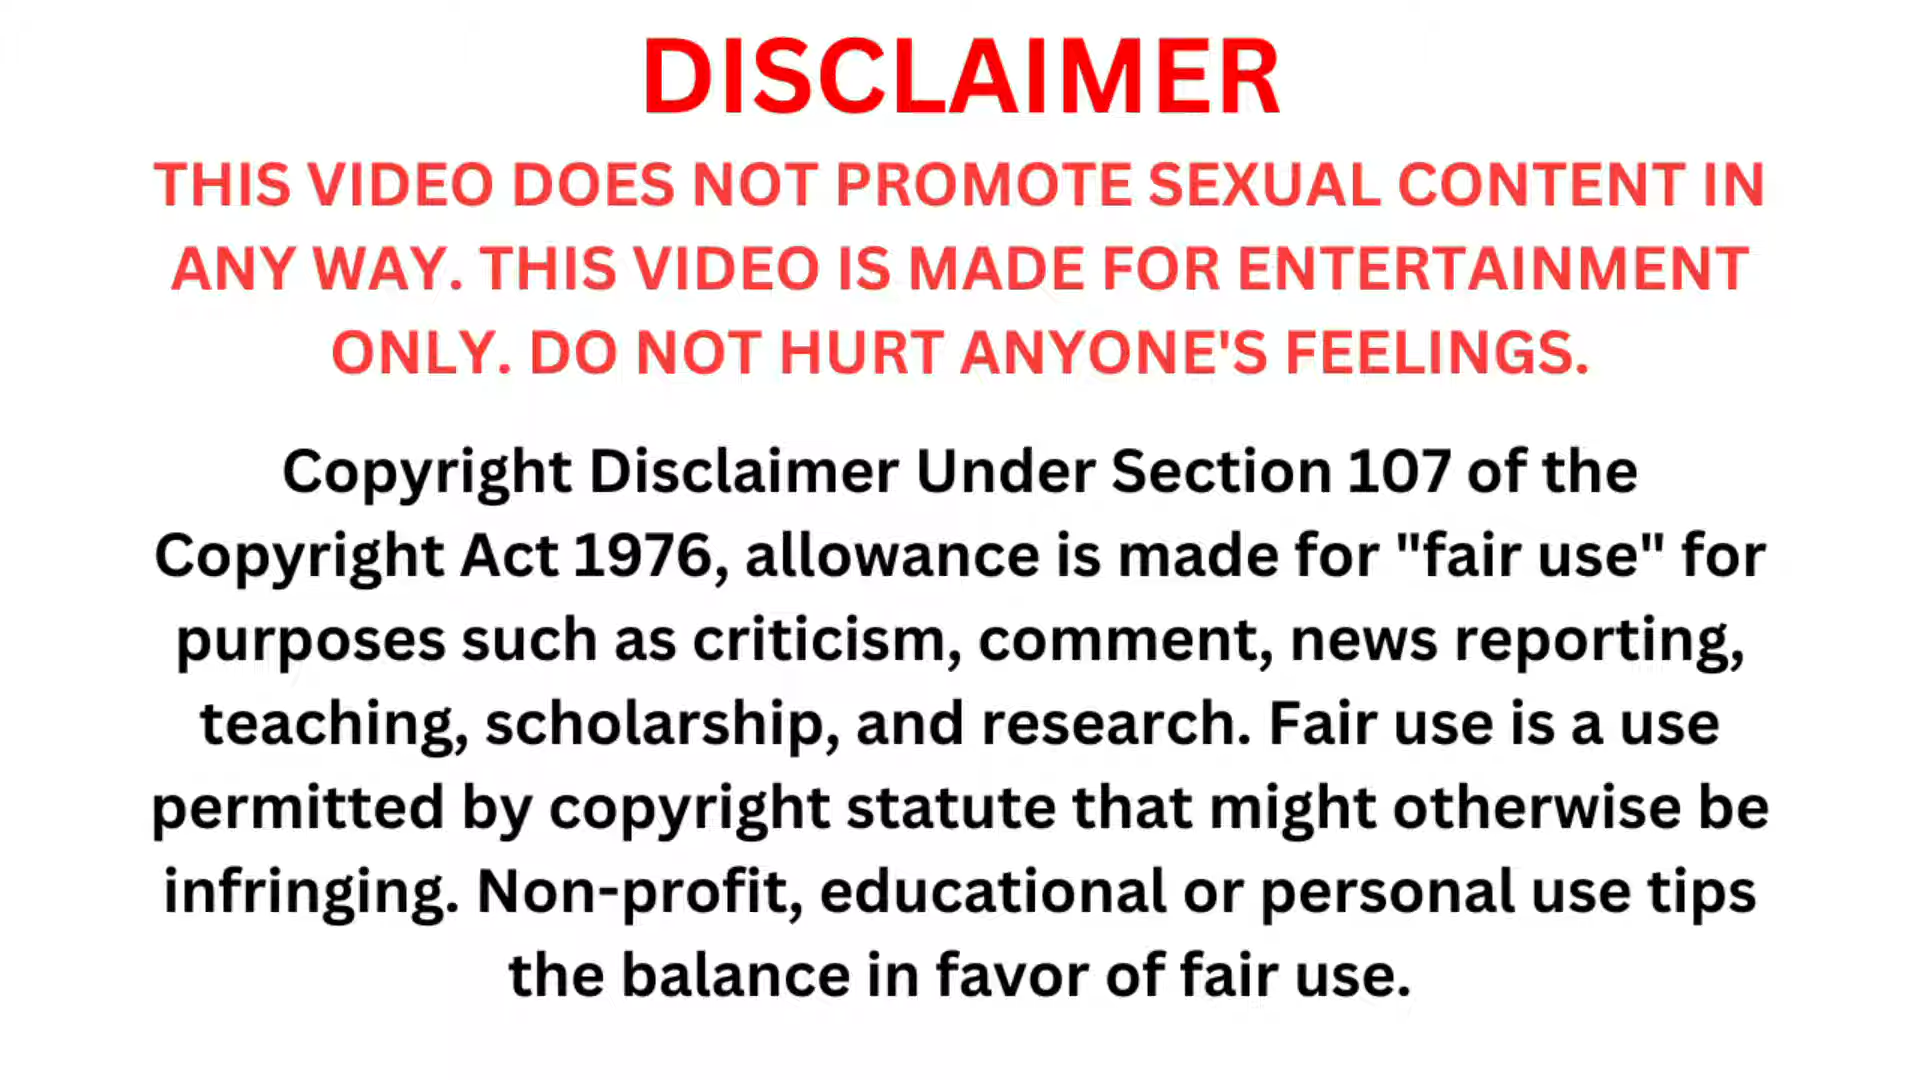 DISCLAIMER
THIS VIDEO DOES NOT PROMOTE SEXUAL CONTENT IN
ANY WAY. THIS VIDEO IS MADE FOR ENTERTAINMENT
ONLY. DO NOT HURT ANYONE'S FEELINGS.
Copyright Disclaimer Under Section 107 of the
Copyright Act 1976, allowance is made for "fair use" for
purposes such as criticism, comment, news reporting,
teaching, scholarship, and research. Fair use is a use
permitted by copyright statute that might otherwise be
infringing. Non-profit, educational or personal use tips
the balance in favor of fair use.